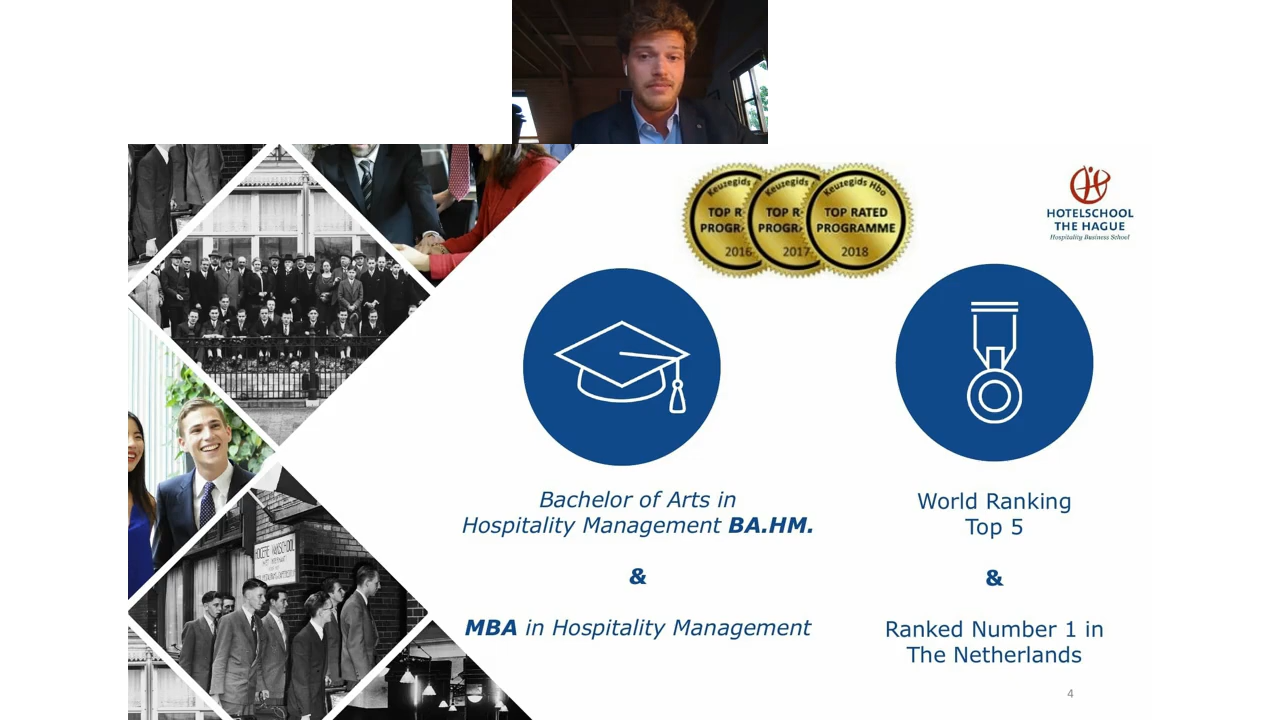 Keuzegids
TOP R
PROGR
2016
Keuzegids
TOP R
PROGR
2017
Keuzegids Hbo
TOP RATED
PROGRAMME
2018
HOTELSCHOOL
THE HAGUE
Hospitality Business School
Bachelor of Arts in
Hospitality Management BA.HM.
&
MBA in Hospitality Management
World Ranking
Top 5
&
Ranked Number 1 in
The Netherlands
4